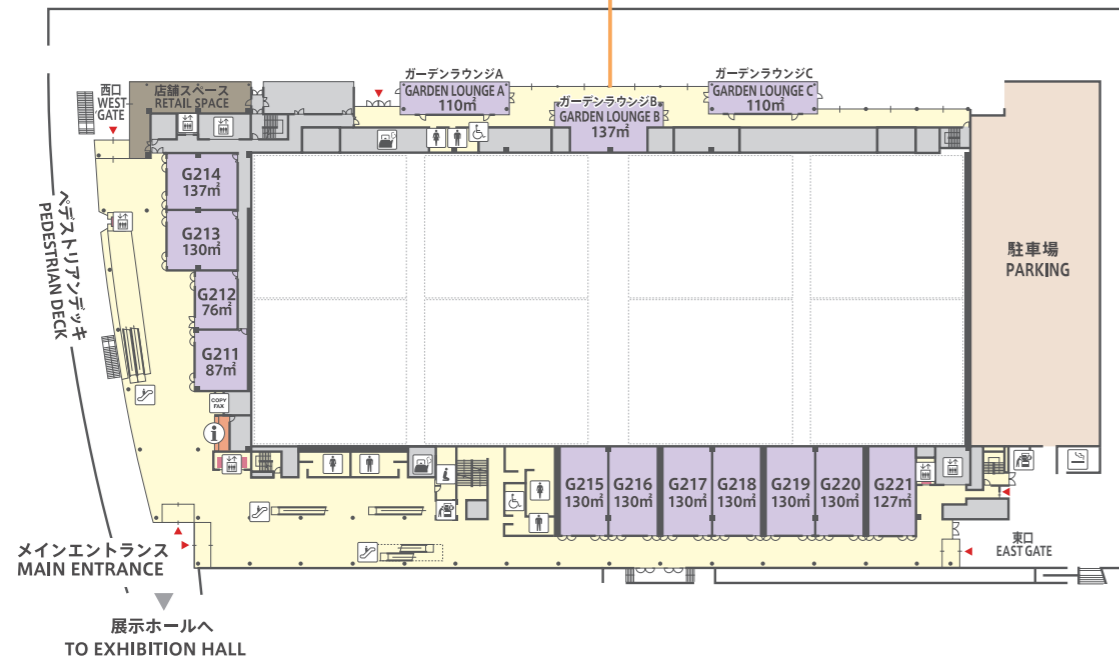 ガーデンラウンジA
GARDEN LOUNGE A
110㎡
ガーデンラウンジB
GARDEN LOUNGE B
137㎡
ガーデンラウンジC
GARDEN LOUNGE C
110㎡
西口
WEST
GATE
店舗スペース
RETAIL SPACE
G214
137㎡
G213
130㎡
G212
76㎡
G211
87㎡
ペデストリアンデッキ
PEDESTRIAN DECK
駐車場
PARKING
COPY
FAX
i
G215
130㎡
G216
130㎡
G217
130㎡
G218
130㎡
G219
130㎡
G220
130㎡
G221
127㎡
東口
EAST GATE
メインエントランス
MAIN ENTRANCE
展示ホールへ
TO EXHIBITION HALL